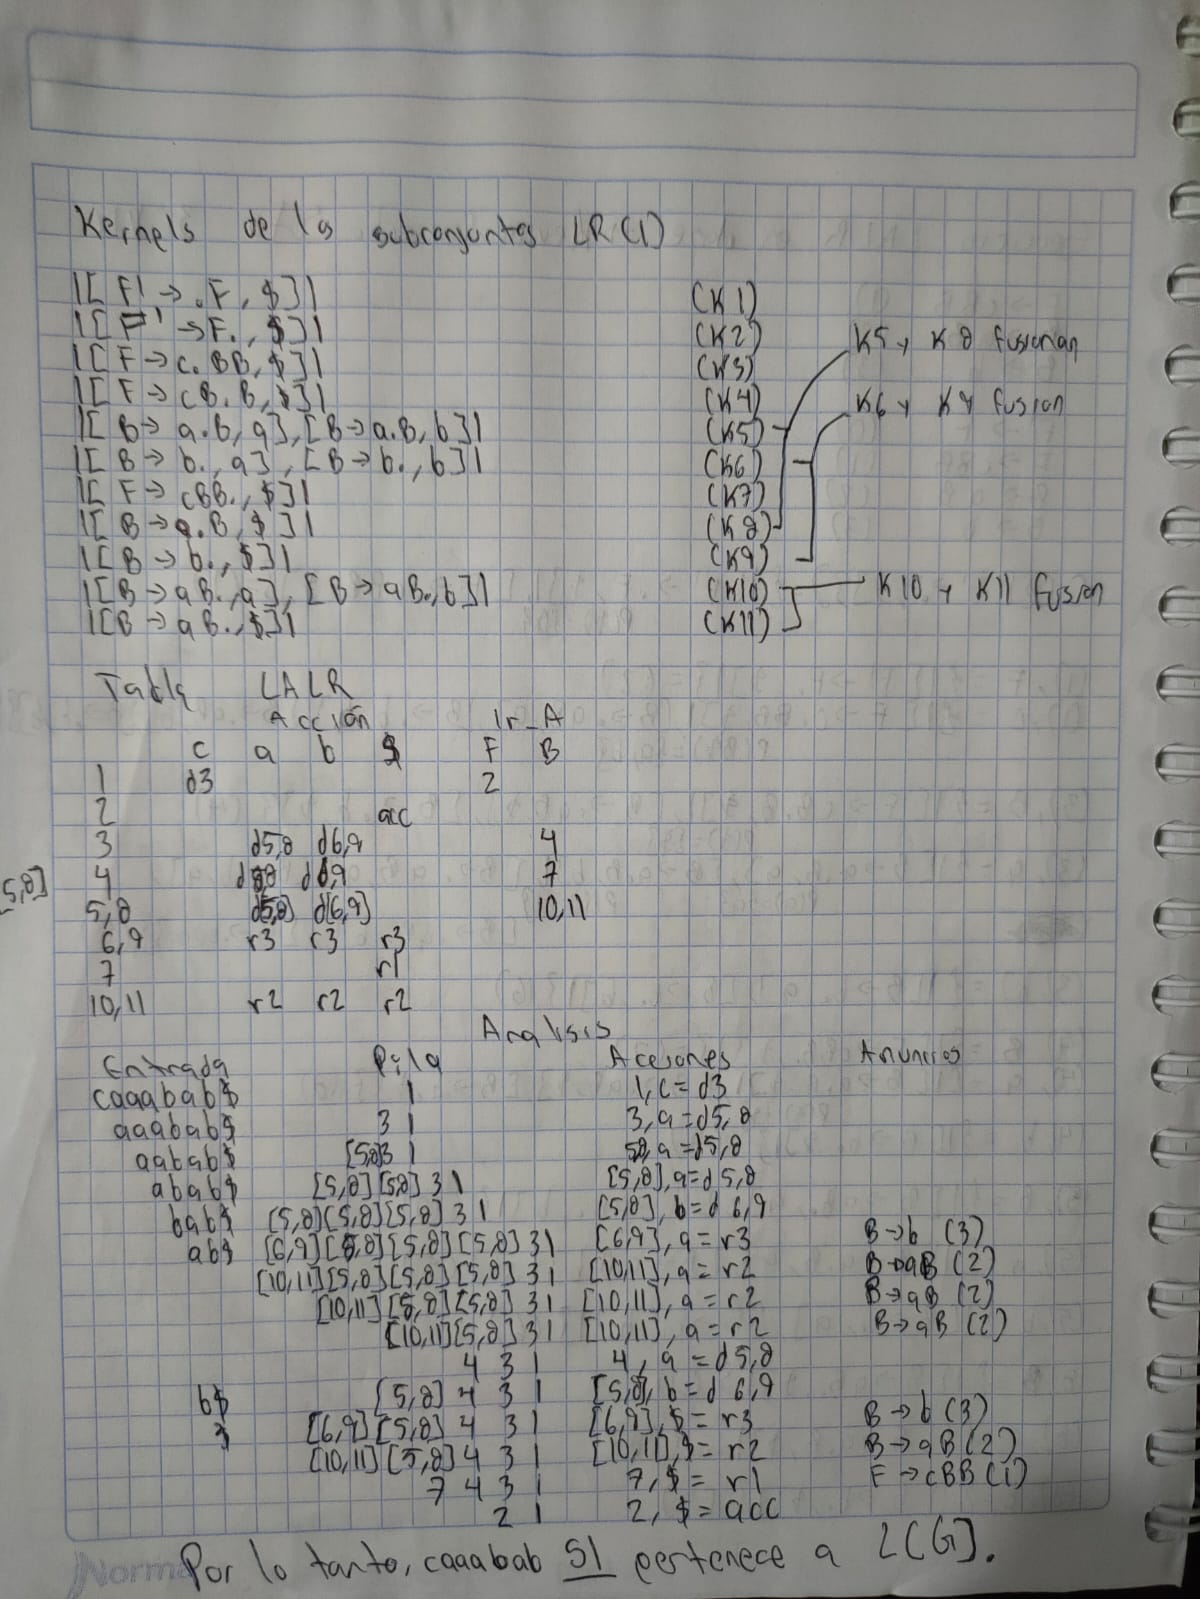 Kernels de la subconjuntos LR(1)
|[F' → .F, $]| (K1)
|[F' → F., $]| (K2) K5 y K8 fusionan
|[F → c.BB, $]| (K3)
|[F → cB.B, $]| (K4) K6 y K9 fusion
|[B → a.B, a], [B → a.B, b]| (K5)
|[B → b., a], [B → b., b]| (K6)
|[F → cBB., $]| (K7)
|[B → a.B, $]| (K8)
|[B → b., $]| (K9)
|[B → aB., a], [B → aB., b]| (K10) K10 y K11 fusion
|[B → aB., $]| (K11)
Tabla LALR
Acción Ir_A
c a b $ F B
1 d3 2
2 acc
3 d5,8 d6,9 4
[5,8] 4 d5,8 d6,9 7
5,8 d[5,8] d[6,9] 10,11
6,9 r3 r3 r3
7 r1
10,11 r2 r2 r2
Analisis
Entrada Pila Acciones Anuncios
caaabab$ 1 1,c = d3
aaabab$ 3 1 3,a = d5,8
aabab$ [5,8] 3 1 5,8,a = d5,8
abab$ [5,8][5,8] 3 1 [5,8],a = d5,8
bab$ [5,8][5,8][5,8] 3 1 [5,8], b = d 6,9
ab$ [6,9][5,8][5,8][5,8] 3 1 [6,9], a = r3 B → b (3)
[10,11][5,8][5,8][5,8] 3 1 [10,11], a = r2 B → aB (2)
[10,11][5,8][5,8] 3 1 [10,11], a = r2 B → aB (2)
[10,11][5,8] 3 1 [10,11], a = r2 B → aB (2)
4 3 1 4, a = d5,8
b$ [5,8] 4 3 1 [5,8], b = d 6,9
$ [6,9][5,8] 4 3 1 [6,9], $ = r3 B → b (3)
[10,11][5,8] 4 3 1 [10,11], $ = r2 B → aB (2)
7 4 3 1 7, $ = r1 F → cBB (1)
2 1 2, $ = acc
Norma Por lo tanto, caaabab SI pertenece a L[G].